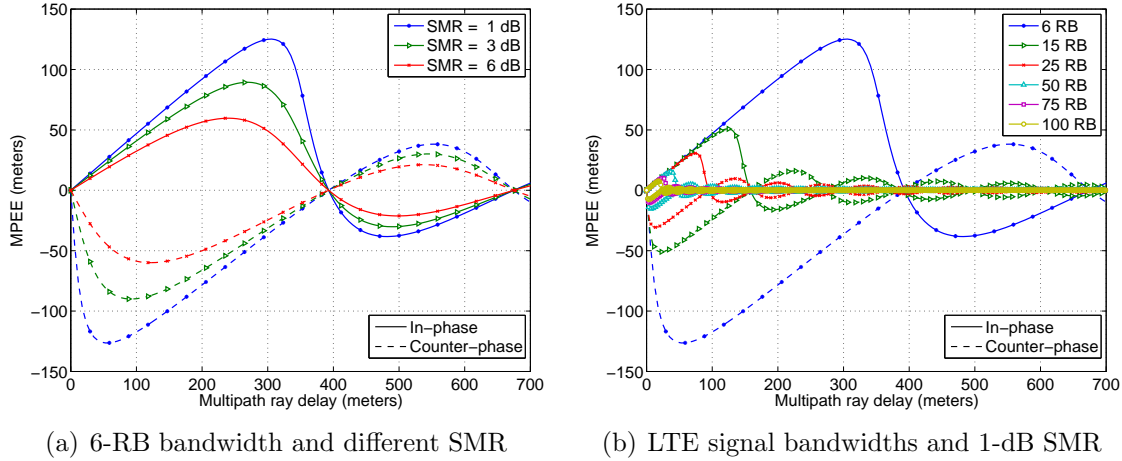 150
100
50
0
−50
−100
−150
MPEE (meters)
0 100 200 300 400 500 600 700
Multipath ray delay (meters)
SMR = 1 dB
SMR = 3 dB
SMR = 6 dB
In−phase
Counter−phase
(a) 6-RB bandwidth and different SMR
150
100
50
0
−50
−100
−150
MPEE (meters)
0 100 200 300 400 500 600 700
Multipath ray delay (meters)
6 RB
15 RB
25 RB
50 RB
75 RB
100 RB
In−phase
Counter−phase
(b) LTE signal bandwidths and 1-dB SMR